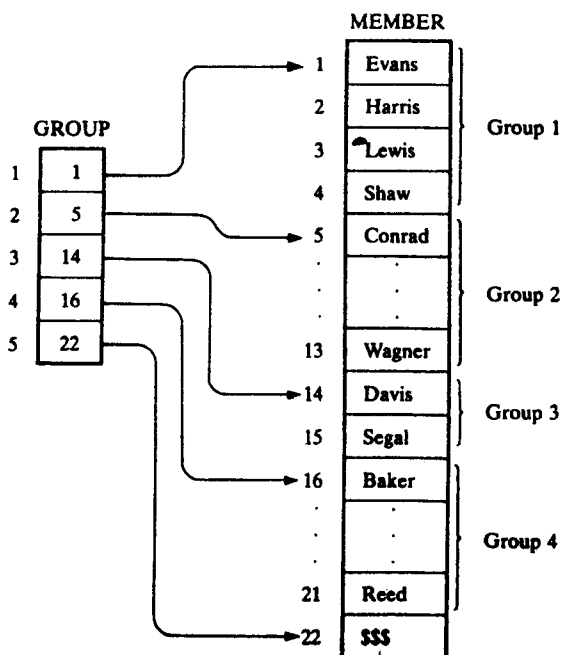 MEMBER
1 Evans
2 Harris
Group 1
GROUP
3 Lewis
1 1
4 Shaw
2 5
5 Conrad
3 14
Group 2
4 16
5 22
13 Wagner
14 Davis
Group 3
15 Segal
16 Baker
Group 4
21 Reed
22 $$$